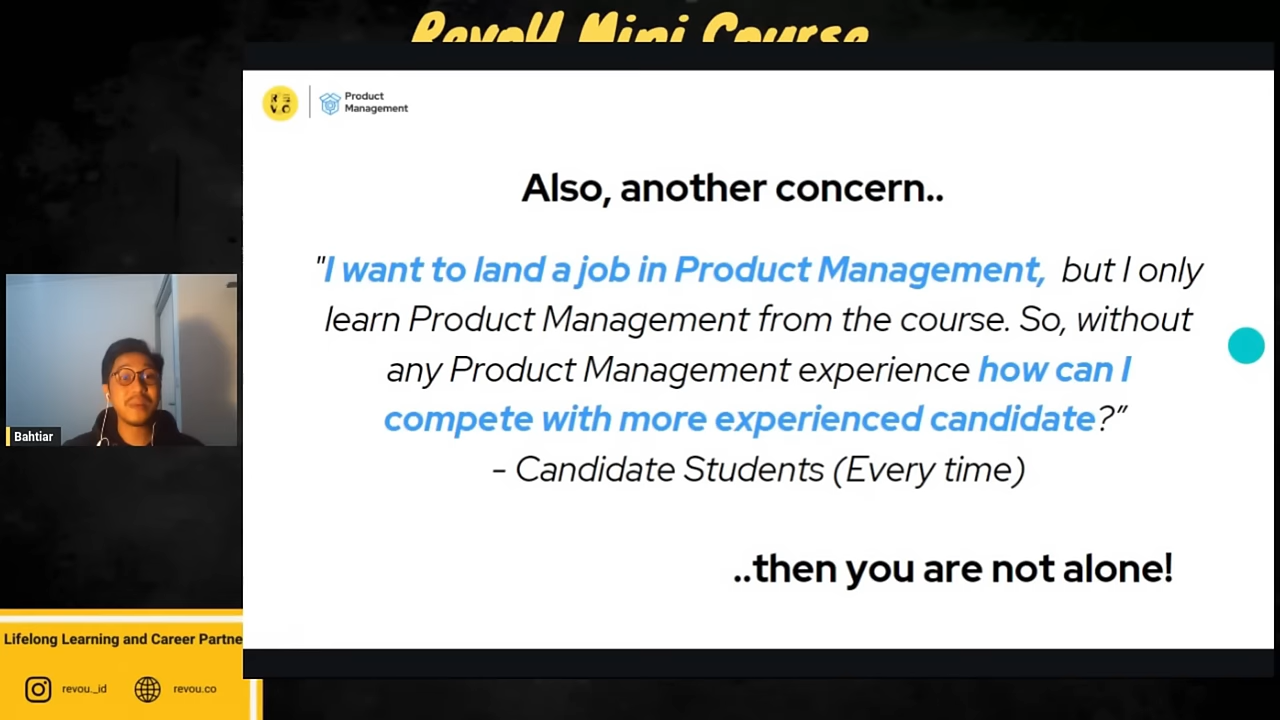 RevoU Mini Course
Product
Management
Also, another concern..
"I want to land a job in Product Management, but I only
learn Product Management from the course. So, without
any Product Management experience how can I
compete with more experienced candidate?"
- Candidate Students (Every time)
..then you are not alone!
Bahtiar
Lifelong Learning and Career Partne
revou_id
revou.co